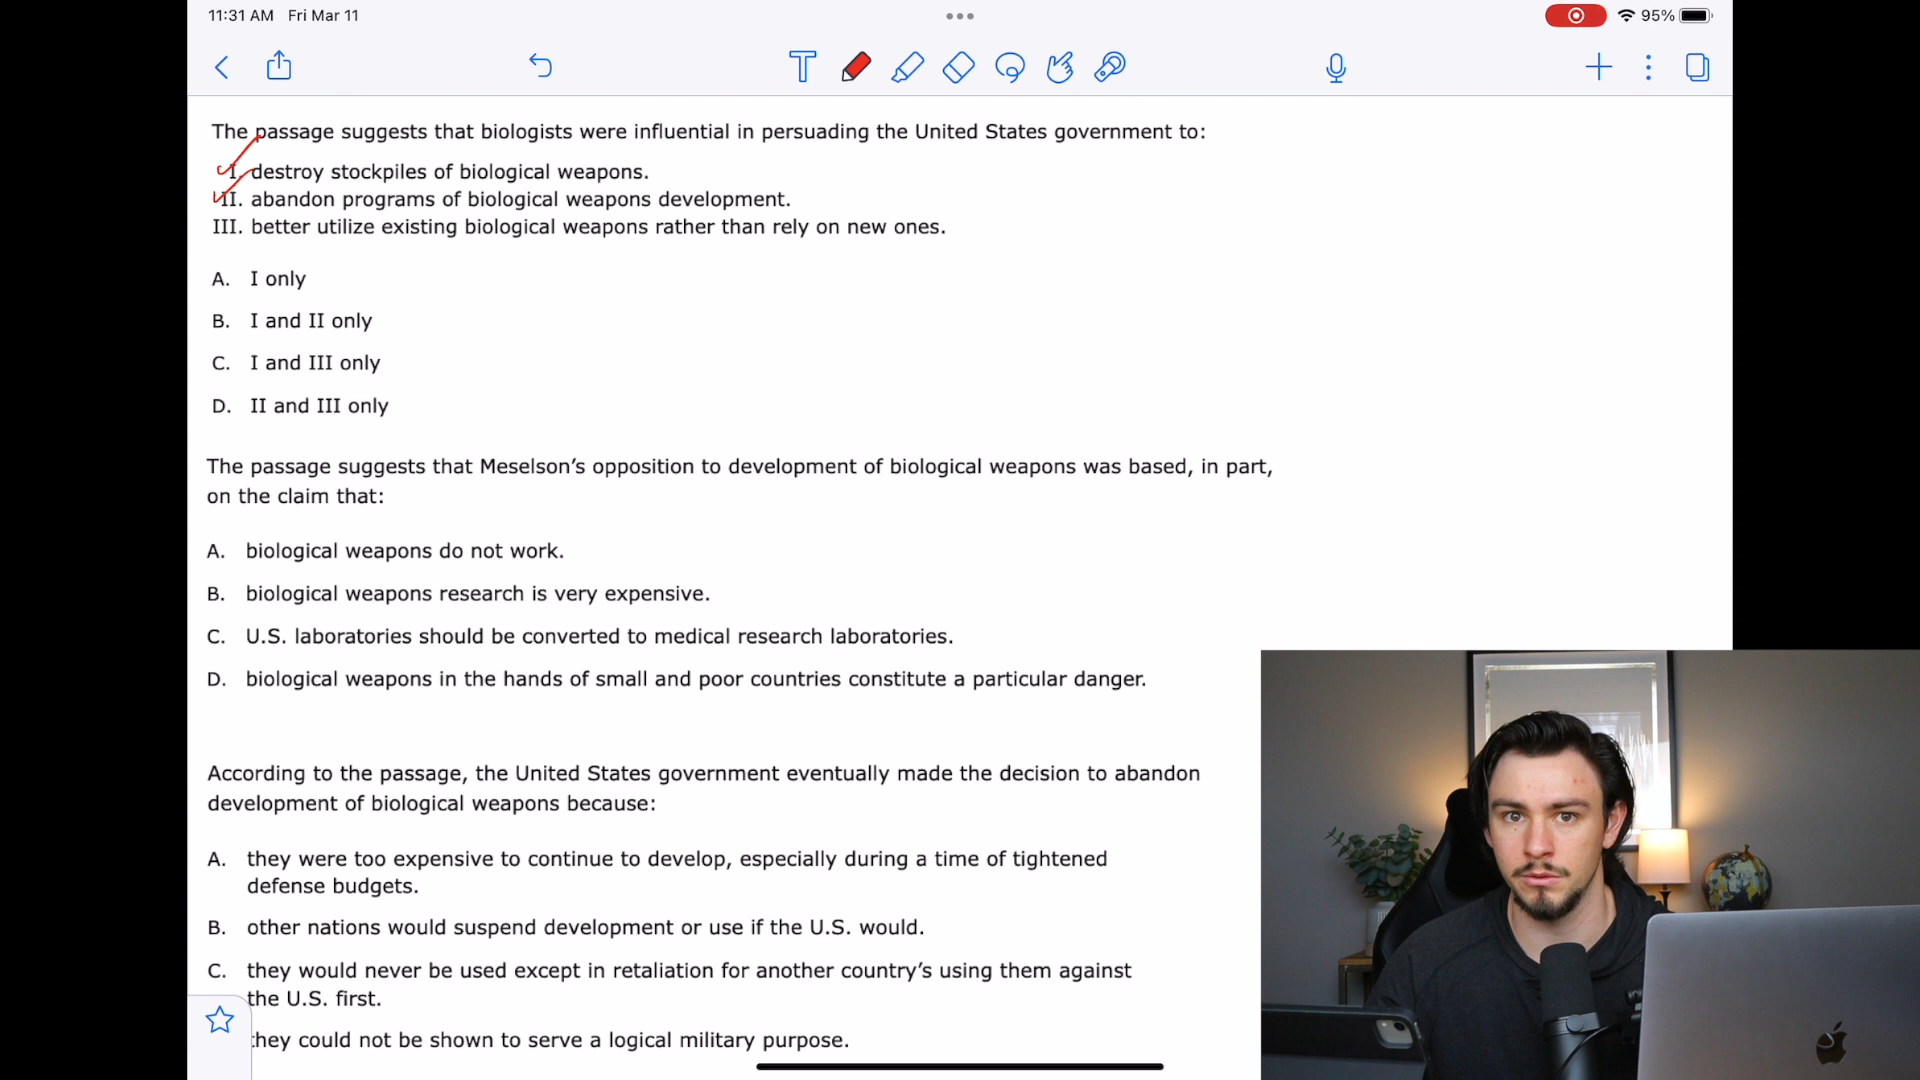 11:31 AM Fri Mar 11
95%
The passage suggests that biologists were influential in persuading the United States government to:
I. destroy stockpiles of biological weapons.
II. abandon programs of biological weapons development.
III. better utilize existing biological weapons rather than rely on new ones.
A. I only
B. I and II only
C. I and III only
D. II and III only
The passage suggests that Meselson’s opposition to development of biological weapons was based, in part,
on the claim that:
A. biological weapons do not work.
B. biological weapons research is very expensive.
C. U.S. laboratories should be converted to medical research laboratories.
D. biological weapons in the hands of small and poor countries constitute a particular danger.
According to the passage, the United States government eventually made the decision to abandon
development of biological weapons because:
A. they were too expensive to continue to develop, especially during a time of tightened
defense budgets.
B. other nations would suspend development or use if the U.S. would.
C. they would never be used except in retaliation for another country’s using them against
the U.S. first.
they could not be shown to serve a logical military purpose.